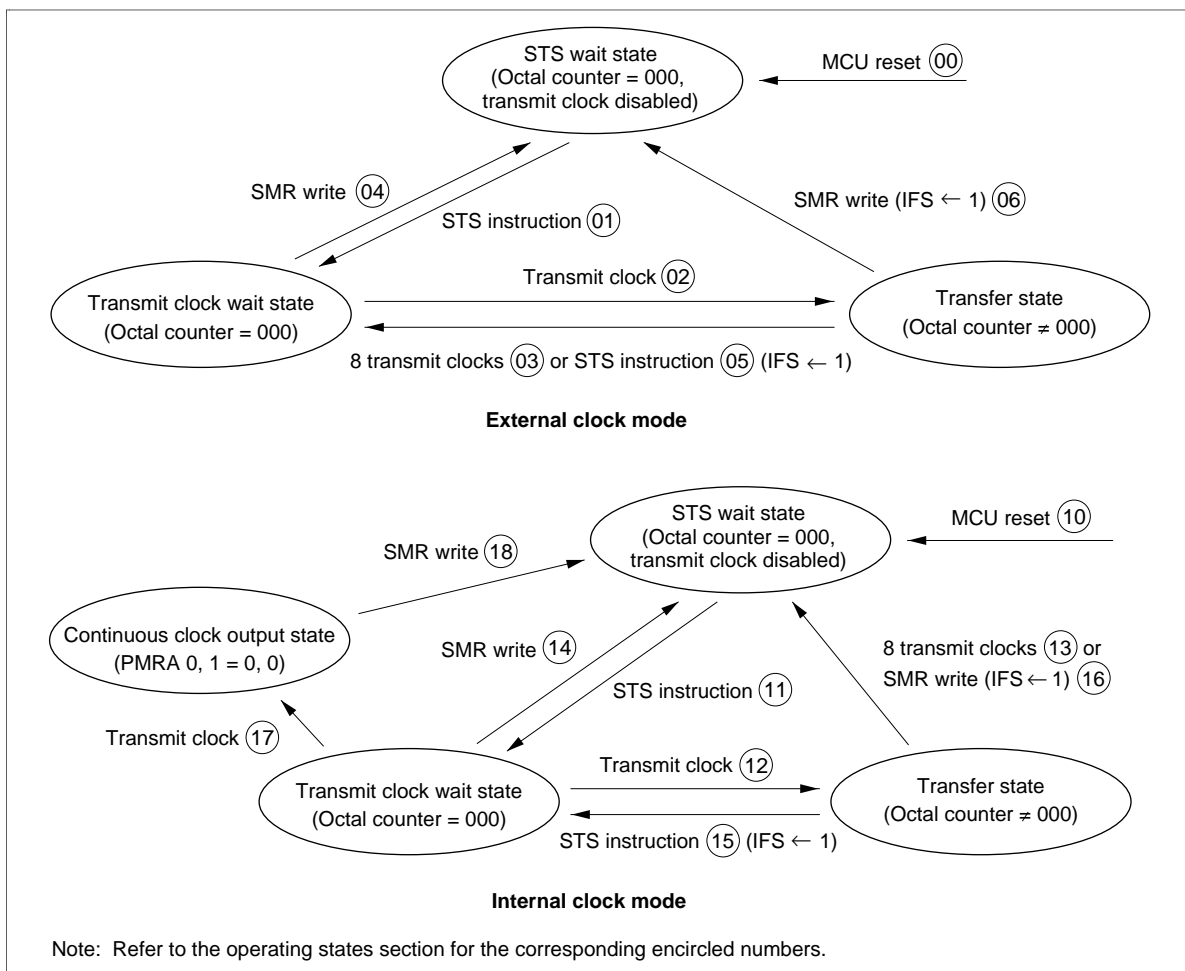 STS wait state
(Octal counter = 000,
transmit clock disabled)
MCU reset 00
SMR write 04
STS instruction 01
SMR write (IFS ← 1) 06
Transmit clock wait state
(Octal counter = 000)
Transmit clock 02
Transfer state
(Octal counter ≠ 000)
8 transmit clocks 03 or STS instruction 05 (IFS ← 1)
External clock mode
STS wait state
(Octal counter = 000,
transmit clock disabled)
MCU reset 10
SMR write 18
Continuous clock output state
(PMRA 0, 1 = 0, 0)
SMR write 14
STS instruction 11
8 transmit clocks 13 or
SMR write (IFS ← 1) 16
Transmit clock 17
Transmit clock wait state
(Octal counter = 000)
Transmit clock 12
STS instruction 15 (IFS ← 1)
Transfer state
(Octal counter ≠ 000)
Internal clock mode
Note: Refer to the operating states section for the corresponding encircled numbers.